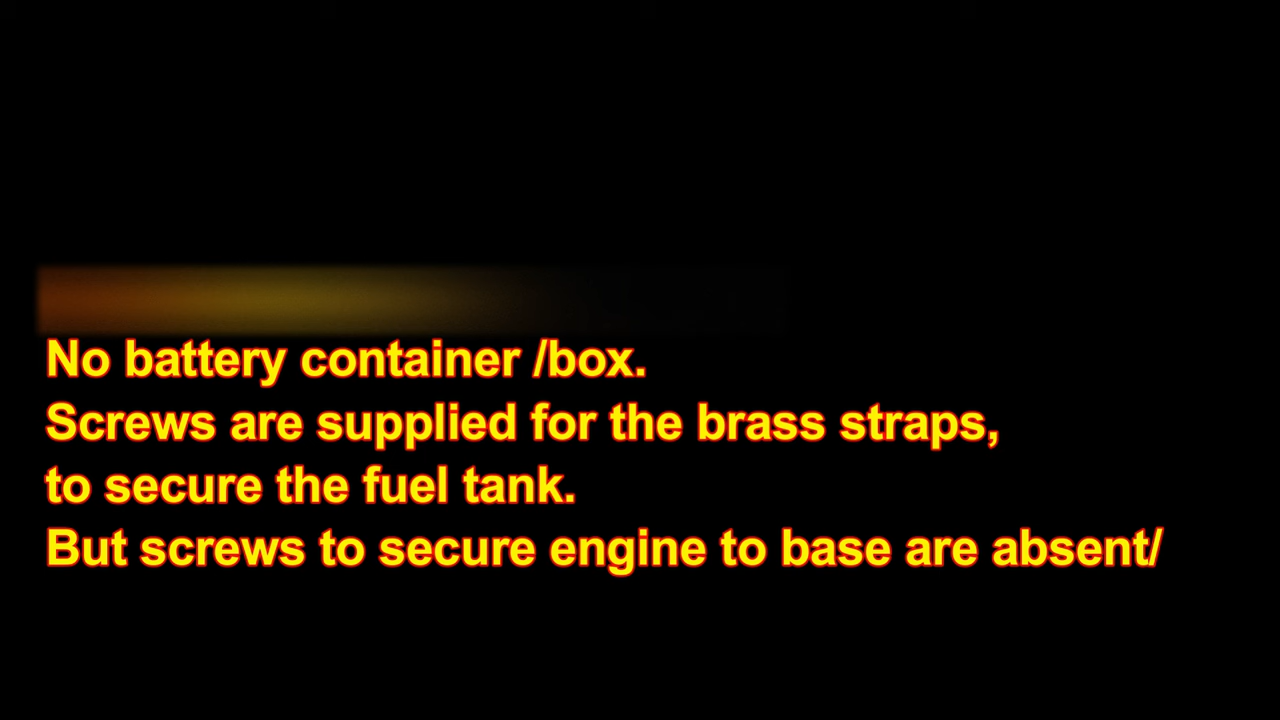 No battery container /box.
Screws are supplied for the brass straps,
to secure the fuel tank.
But screws to secure engine to base are absent/